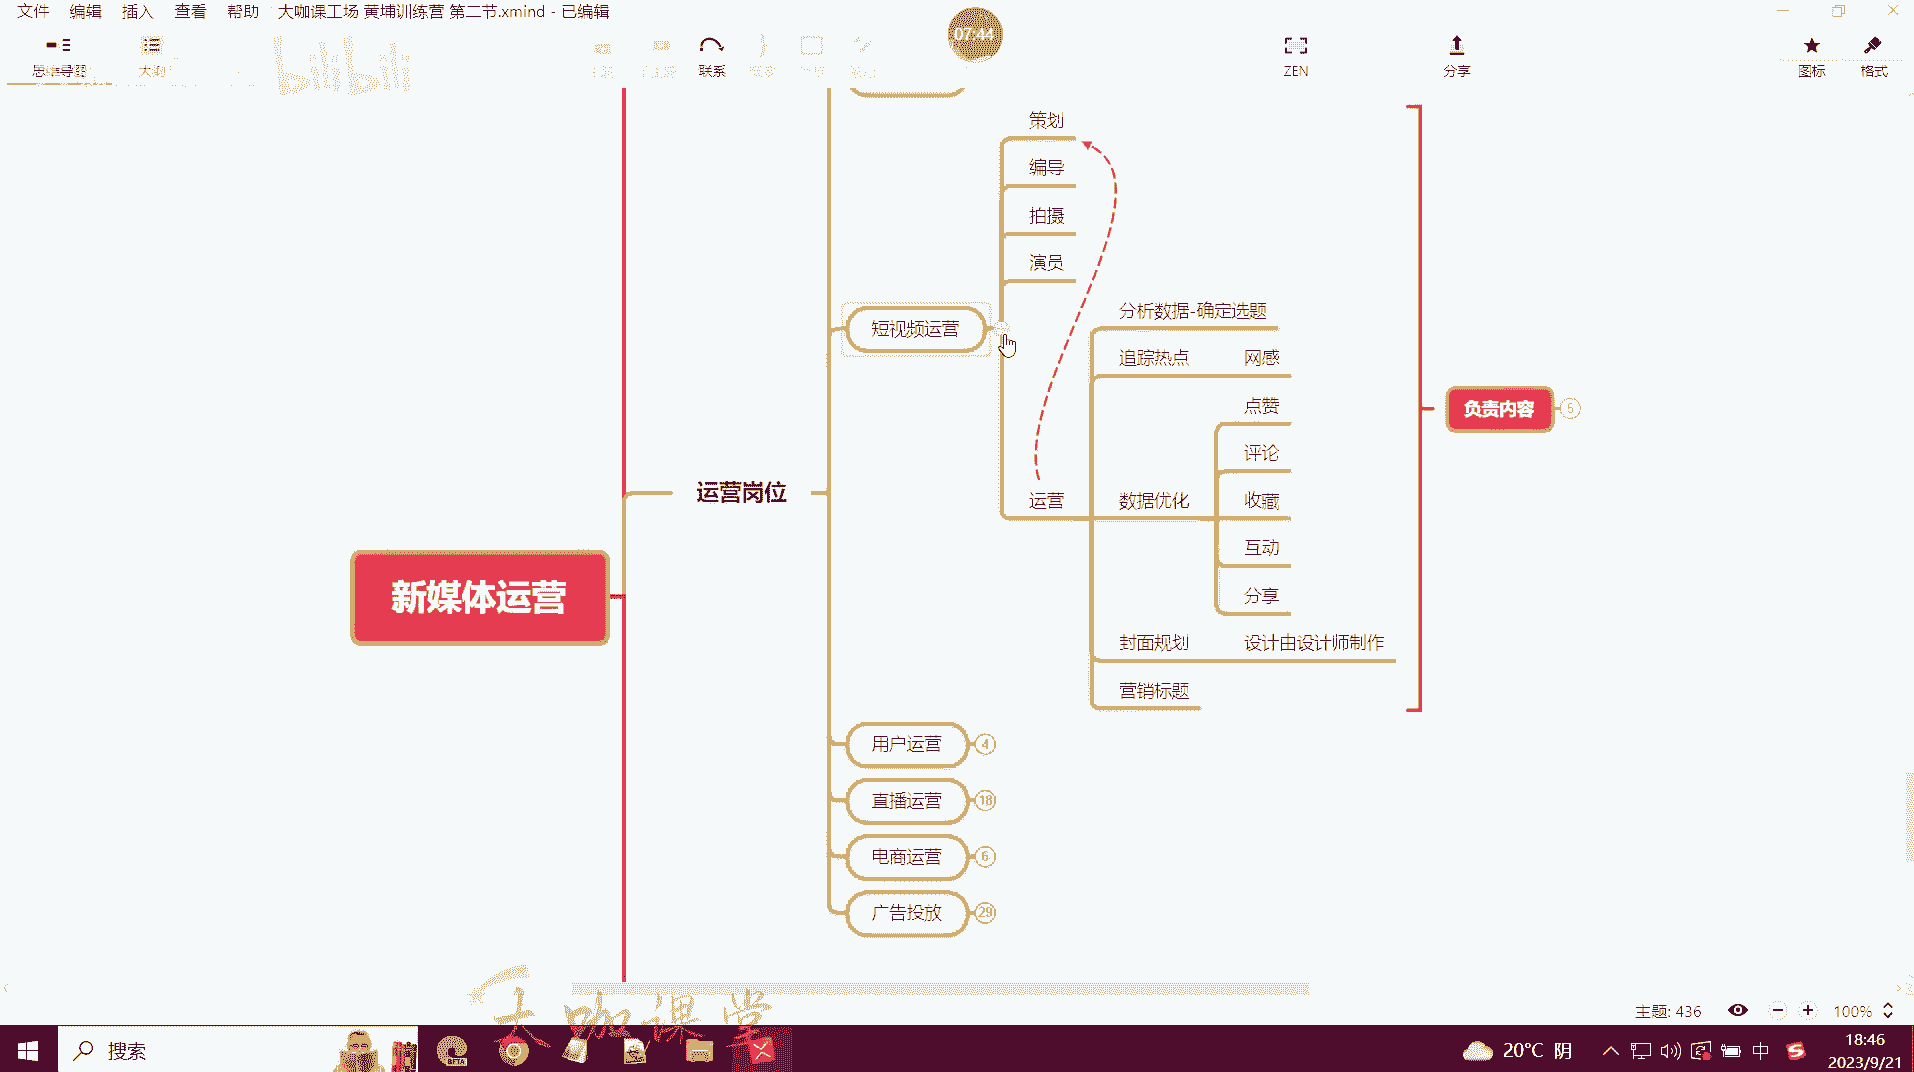 文件 编辑 插入 查看 帮助 大咖课工场 黄埔训练营 第二节.xmind - 已编辑
07:44
思维导图
大纲
联系
ZEN
分享
图标
格式
bilibili
策划
编导
拍摄
演员
短视频运营
分析数据-确定选题
追踪热点 网感
点赞
评论
收藏
互动
分享
运营
数据优化
封面规划 设计由设计师制作
营销标题
负责内容 5
运营岗位
新媒体运营
用户运营 4
直播运营 18
电商运营 6
广告投放 29
大咖课堂
主题: 436
100%
搜索
BETA
20°C 阴
中
18:46
2023/9/21